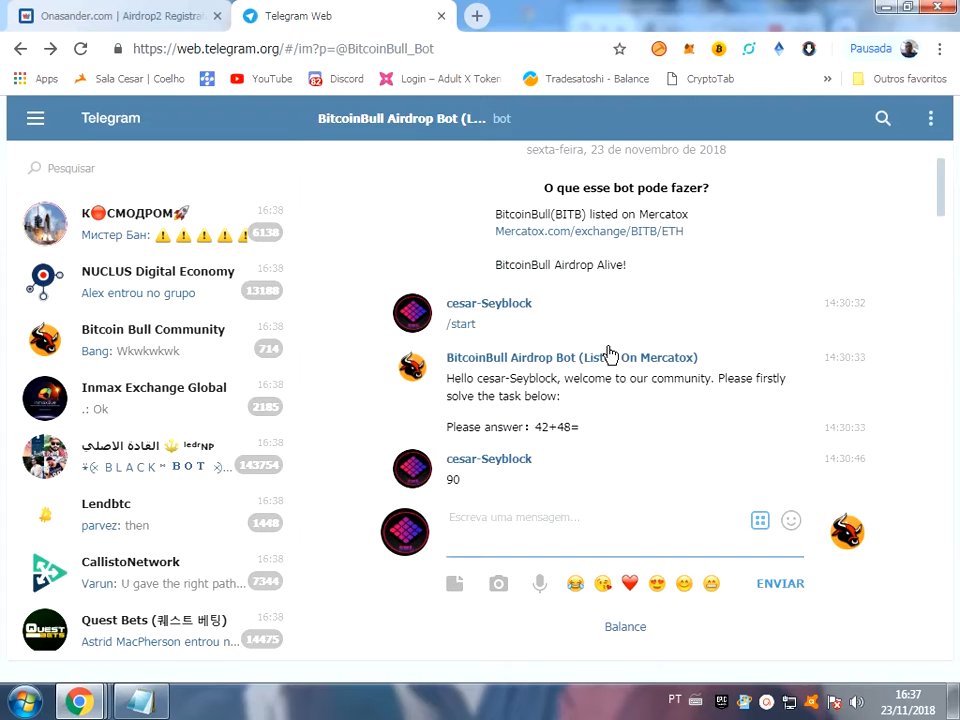 Onasander.com | Airdrop2 Registrat
Telegram Web
https://web.telegram.org/#/im?p=@BitcoinBull_Bot
Pausada
Apps
Sala Cesar | Coelho
YouTube
82
Discord
Login – Adult X Token
Tradesatoshi - Balance
CryptoTab
»
Outros favoritos
Telegram
BitcoinBull Airdrop Bot (L... bot
Pesquisar
К🔴СМОДРОМ🚀 16:38
Мистер Бан: ⚠️ ⚠️ ⚠️ ⚠️ 6138
NUCLUS Digital Economy 16:38
Alex entrou no grupo 13188
Bitcoin Bull Community 16:38
Bang: Wkwkwkwk 714
Inmax Exchange Global 16:38
.: Ok 2185
القادة الاصلي 16:38
B L A C K B O T 143754
Lendbtc 16:38
parvez: then 1448
CallistoNetwork 16:38
Varun: U gave the right path... 7344
Quest Bets (퀘스트 베팅) 16:38
Astrid MacPherson entrou n... 14475
QUEST
BETS
sexta-feira, 23 de novembro de 2018
O que esse bot pode fazer?
BitcoinBull(BITB) listed on Mercatox
Mercatox.com/exchange/BITB/ETH
BitcoinBull Airdrop Alive!
cesar-Seyblock 14:30:32
/start
BitcoinBull Airdrop Bot (List On Mercatox) 14:30:33
Hello cesar-Seyblock, welcome to our community. Please firstly
solve the task below:
Please answer：42+48= 14:30:33
cesar-Seyblock 14:30:46
90
Escreva uma mensagem...
😂 😘 ❤️ 😍 😊 😁
ENVIAR
Balance
PT
16:37
23/11/2018